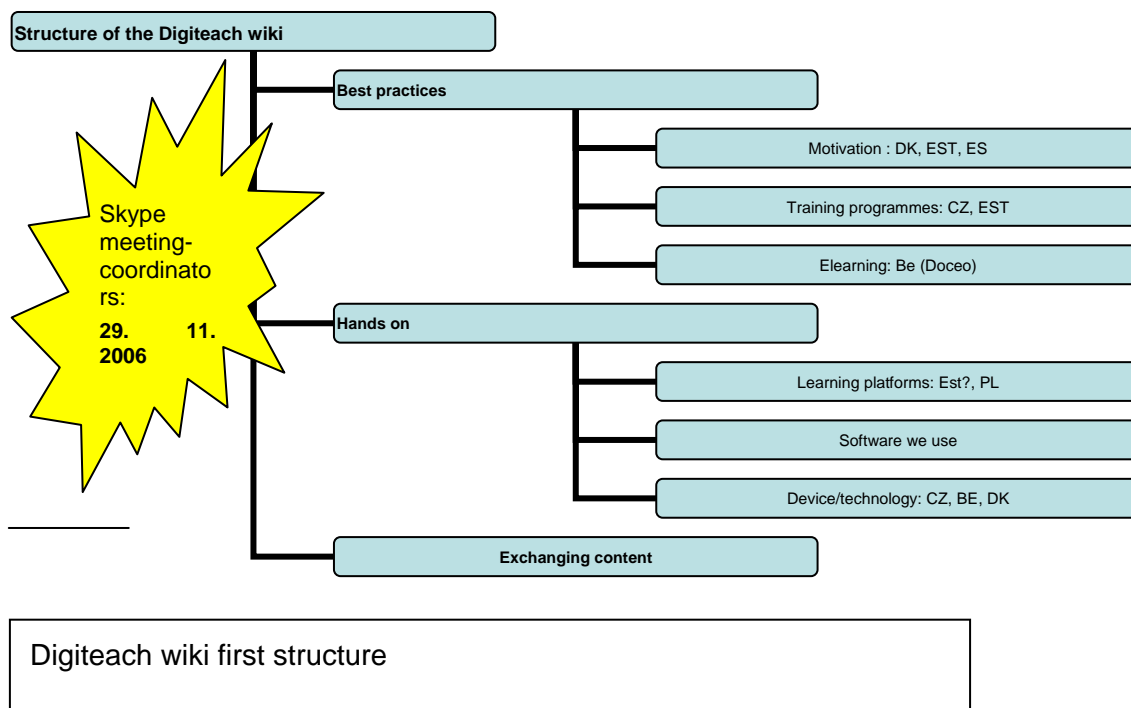 Structure of the Digiteach wiki
Best practices
Motivation : DK, EST, ES
Training programmes: CZ, EST
Elearning: Be (Doceo)
Skype
meeting-
coordinato
rs:
29. 11.
2006
Hands on
Learning platforms: Est?, PL
Software we use
Device/technology: CZ, BE, DK
Exchanging content
Digiteach wiki first structure